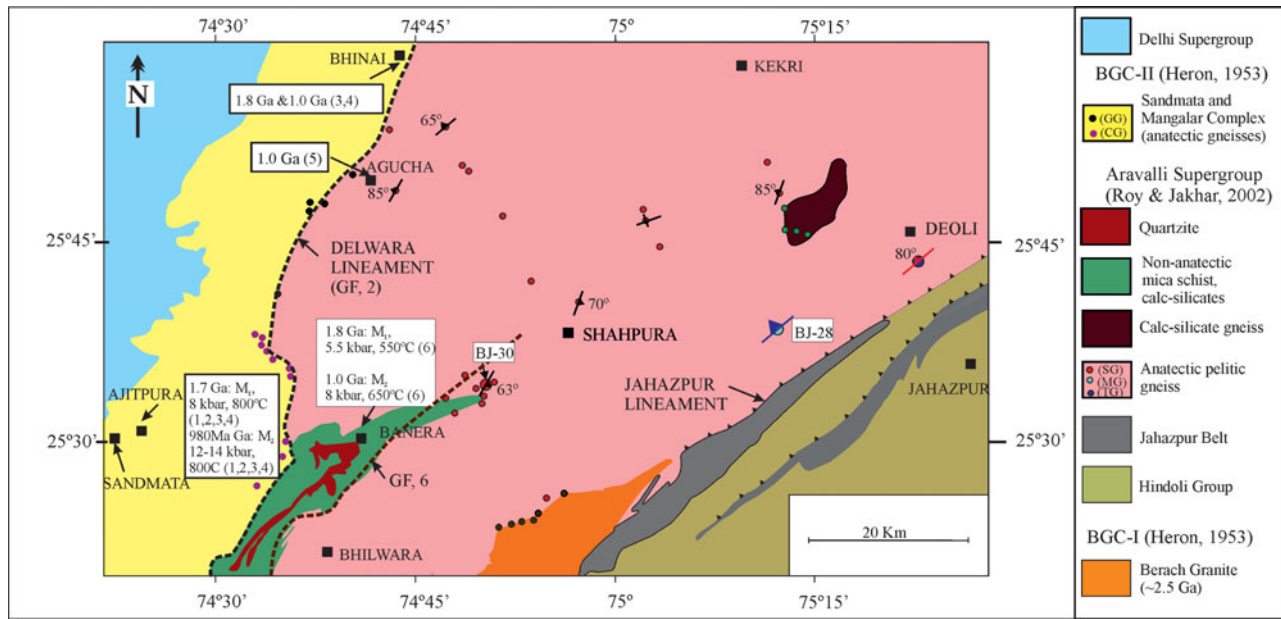 74°30’
74°45’
75°
75°15’
N
BHINAI
KEKRI
1.8 Ga &1.0 Ga (3,4)
65°
1.0 Ga (5)
AGUCHA
85°
85°
25°45’
DELWARA
LINEAMENT
(GF, 2)
DEOLI
80°
25°45’
70°
SHAHPURA
BJ-28
1.8 Ga: M₁,
5.5 kbar, 550°C (6)
1.0 Ga: M₂
8 kbar, 650°C (6)
BJ-30
63°
AJITPURA
1.7 Ga: M₁,
8 kbar, 800°C
(1,2,3,4)
980Ma Ga: M₂
12-14 kbar,
800C (1,2,3,4)
JAHAZPUR
LINEAMENT
JAHAZPUR
25°30’
BANERA
25°30’
SANDMATA
GF, 6
BHILWARA
20 Km
74°30’
74°45’
75°
75°15’
Delhi Supergroup
BGC-II (Heron, 1953)
(GG)
(CG)
Sandmata and
Mangalar Complex
(anatectic gneisses)
Aravalli Supergroup
(Roy & Jakhar, 2002)
Quartzite
Non-anatectic
mica schist,
calc-silicates
Calc-silicate gneiss
(SG)
(MG)
(TG)
Anatectic pelitic
gneiss
Jahazpur Belt
Hindoli Group
BGC-I (Heron, 1953)
Berach Granite
(~2.5 Ga)